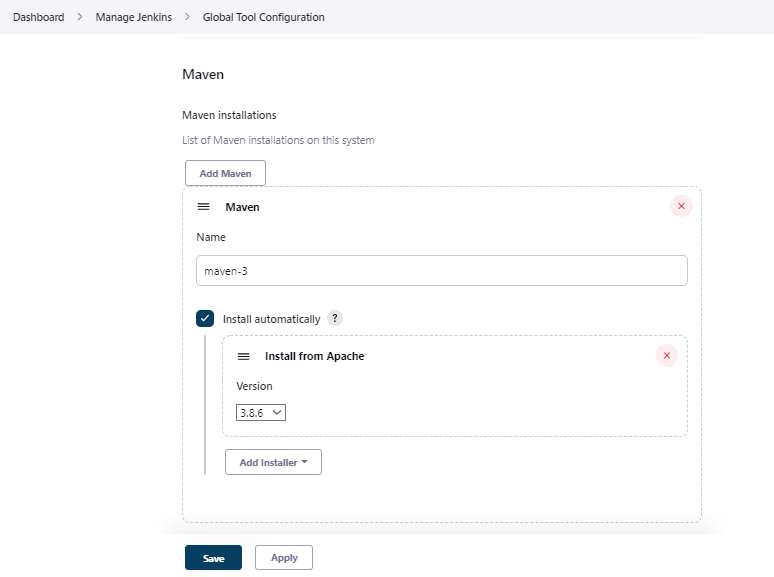 Dashboard > Manage Jenkins > Global Tool Configuration
Maven
Maven installations
List of Maven installations on this system
Add Maven
Maven
Name
maven-3
Install automatically ?
Install from Apache
Version
3.8.6
Add Installer
Save Apply